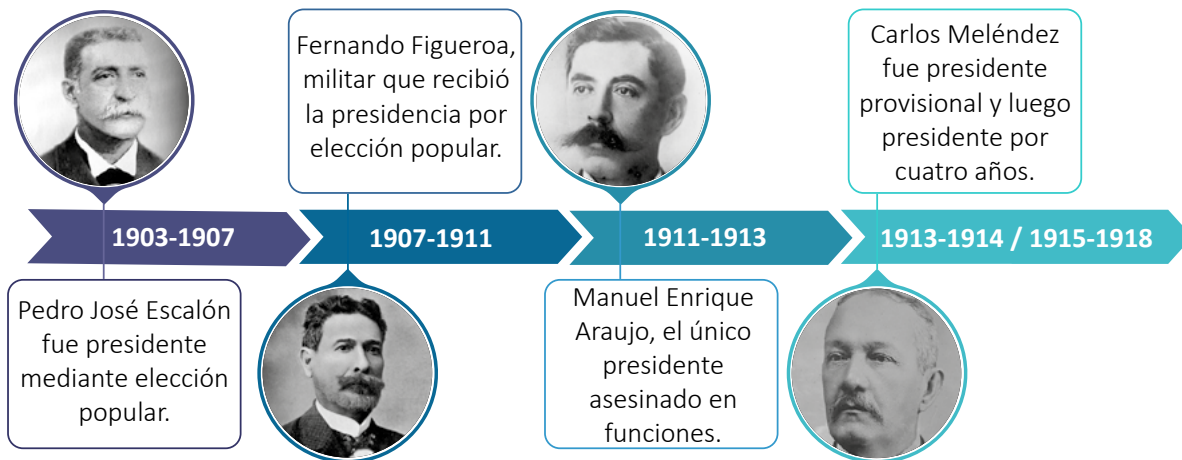 Fernando Figueroa,
militar que recibió
la presidencia por
elección popular.
Carlos Meléndez
fue presidente
provisional y luego
presidente por
cuatro años.
1903-1907
1907-1911
1911-1913
1913-1914 / 1915-1918
Pedro José Escalón
fue presidente
mediante elección
popular.
Manuel Enrique
Araujo, el único
presidente
asesinado en
funciones.